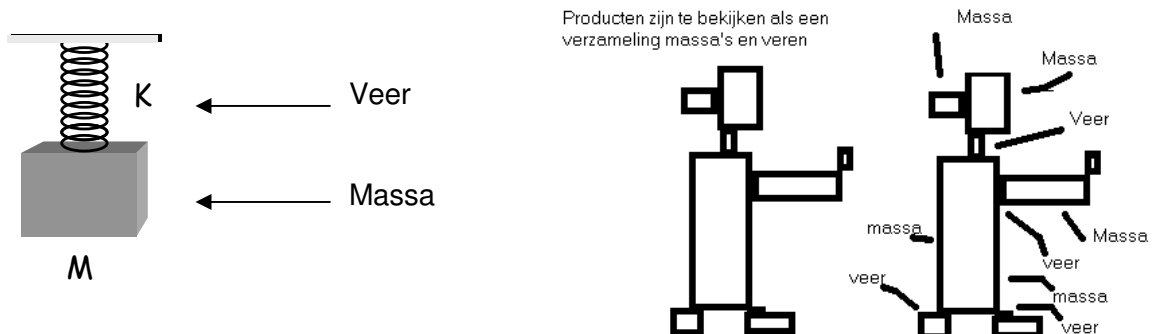 K
Veer
Massa
M
Producten zijn te bekijken als een
verzameling massa's en veren
Massa
Massa
Veer
massa
Massa
veer
veer
massa
veer